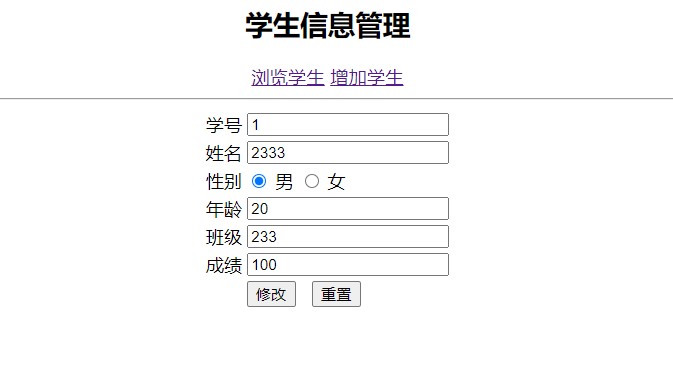 学生信息管理
浏览学生 增加学生
学号 1
姓名 2333
性别 男 女
年龄 20
班级 233
成绩 100
修改 重置